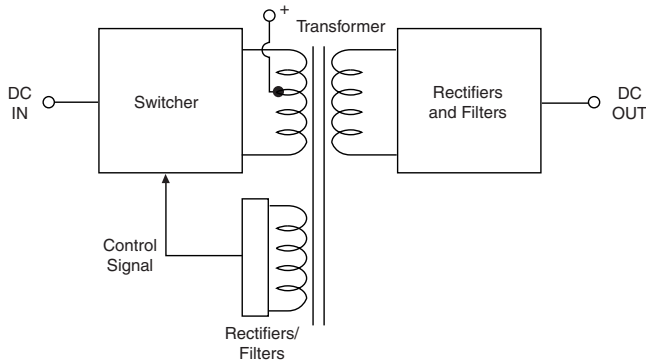 +
Transformer
DC
IN
Switcher
Rectifiers
and Filters
DC
OUT
Control
Signal
Rectifiers/
Filters